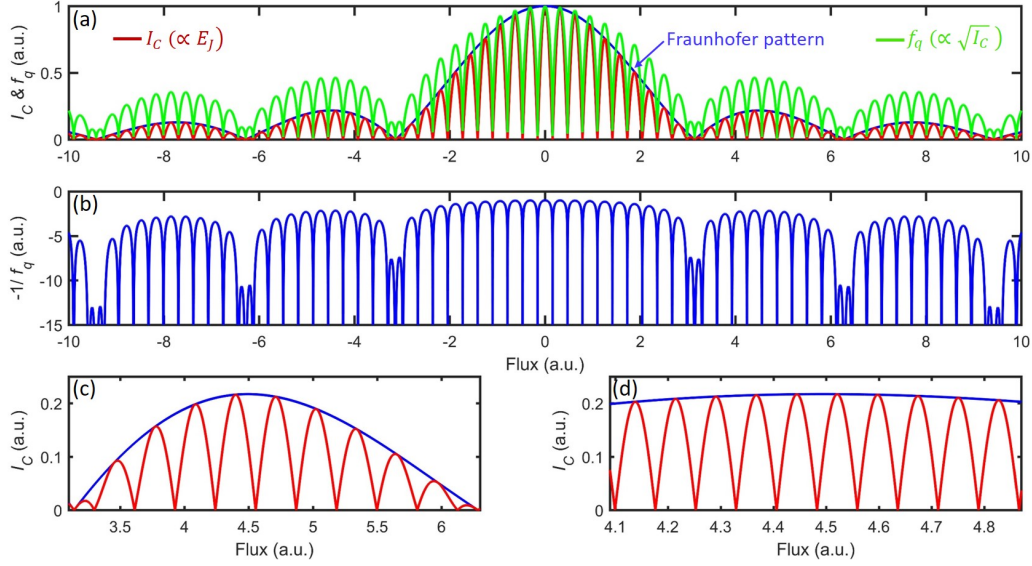 (a)
I_C (∝ E_J)
Fraunhofer pattern
f_q (∝ √I_C)
I_C & f_q (a.u.)
1
0.5
0
-10 -8 -6 -4 -2 0 2 4 6 8 10
(b)
-1/ f_q (a.u.)
0
-5
-10
-15
-10 -8 -6 -4 -2 0 2 4 6 8 10
Flux (a.u.)
(c)
I_C (a.u.)
0.2
0.1
0
3.5 4 4.5 5 5.5 6
Flux (a.u.)
(d)
I_C (a.u.)
0.2
0.1
0
4.1 4.2 4.3 4.4 4.5 4.6 4.7 4.8
Flux (a.u.)